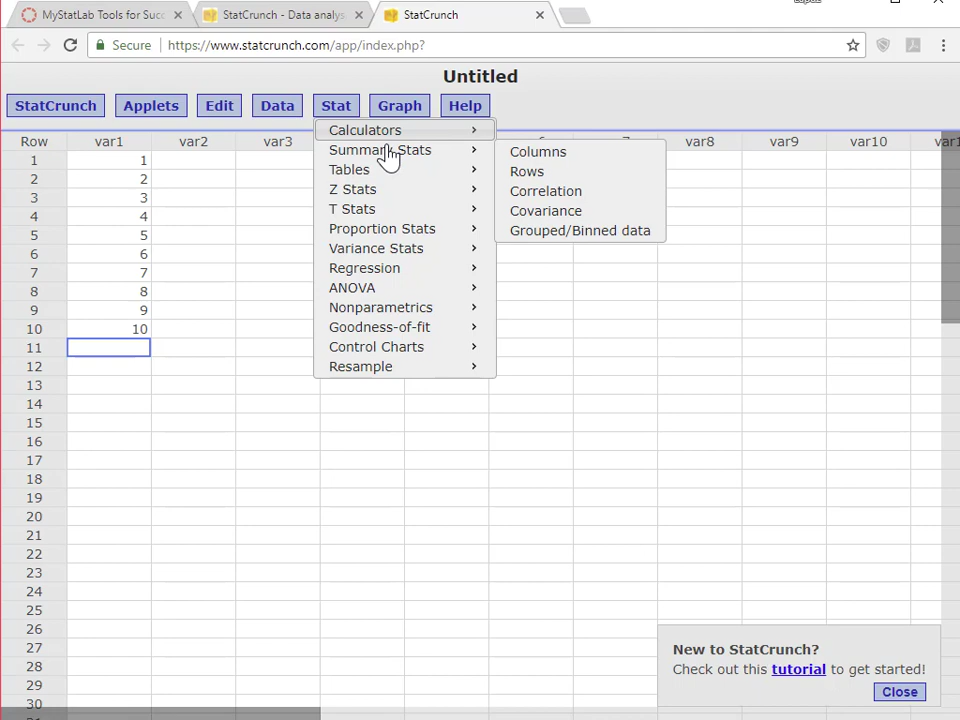 MyStatLab Tools for Succ
StatCrunch - Data analys
StatCrunch
Secure
https://www.statcrunch.com/app/index.php?
Untitled
StatCrunch
Applets
Edit
Data
Stat
Graph
Help
Row
var1
var2
var3
var8
var9
var10
1
1
2
2
3
3
4
4
5
5
6
6
7
7
8
8
9
9
10
10
11
12
13
14
15
16
17
18
19
20
21
22
23
24
25
26
27
28
29
30
Calculators
Summary Stats
Tables
Z Stats
T Stats
Proportion Stats
Variance Stats
Regression
ANOVA
Nonparametrics
Goodness-of-fit
Control Charts
Resample
Columns
Rows
Correlation
Covariance
Grouped/Binned data
New to StatCrunch?
Check out this tutorial to get started!
Close